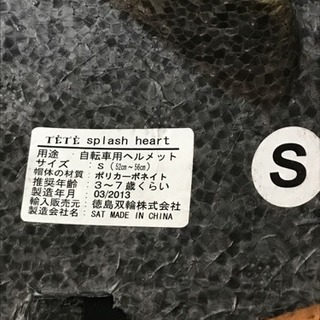 TÊTÊ splash heart
用途 自転車用ヘルメット
サイズ : S (52cm~56cm)
帽体の材質: ポリカーボネイト
推奨年齢 : 3~7歳くらい
製造年月 : 03/2013
輸入販売元: 徳島双輪株式会社
製造会社名: SAT MADE IN CHINA
S